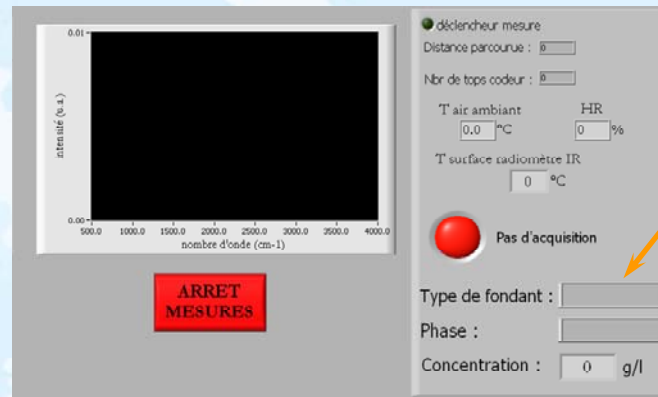 0.01
intensité (u.a.)
0.00
500.0 1000.0 1500.0 2000.0 2500.0 3000.0 3500.0 4000.0
nombre d'onde (cm-1)
ARRET
MESURES
déclencheur mesure
Distance parcourue : 0
Nbr de tops codeur : 0
T air ambiant HR
0.0 °C 0 %
T surface radiomètre IR
0 °C
Pas d'acquisition
Type de fondant :
Phase :
Concentration : 0 g/l